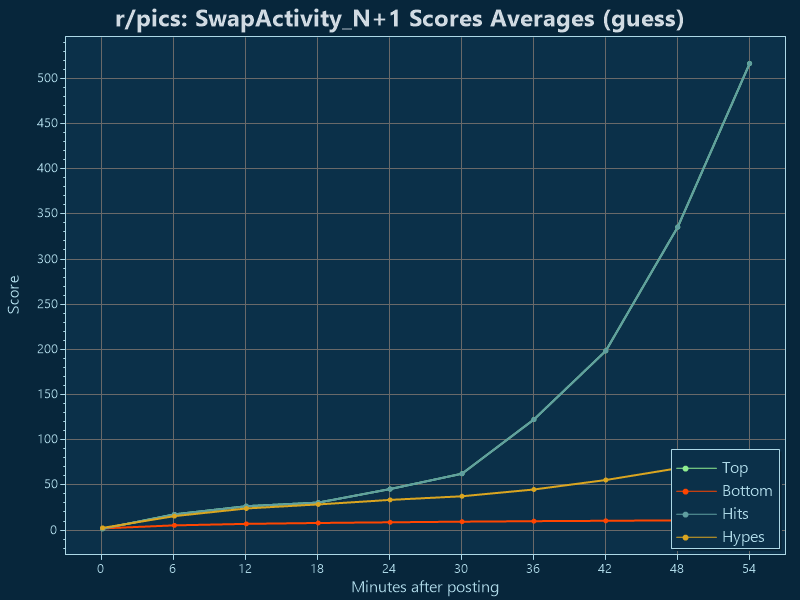 r/pics: SwapActivity_N+1 Scores Averages (guess)
Score
500
450
400
350
300
250
200
150
100
50
0
Top
Bottom
Hits
Hypes
0 6 12 18 24 30 36 42 48 54
Minutes after posting